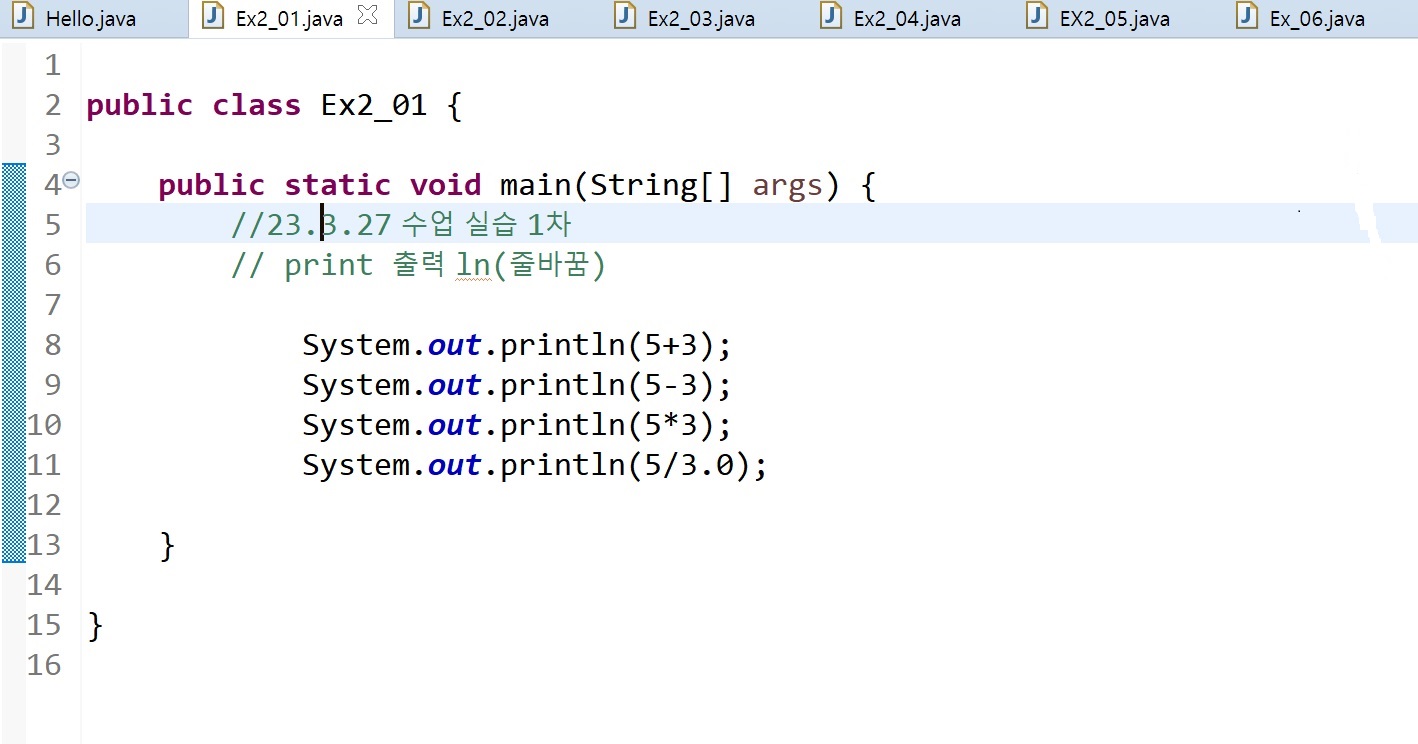 Hello.java Ex2_01.java Ex2_02.java Ex2_03.java Ex2_04.java EX2_05.java Ex_06.java
1
2 public class Ex2_01 {
3
4 public static void main(String[] args) {
5 //23.3.27 수업 실습 1차
6 // print 출력 ln(줄바꿈)
7
8 System.out.println(5+3);
9 System.out.println(5-3);
10 System.out.println(5*3);
11 System.out.println(5/3.0);
12
13 }
14
15 }
16